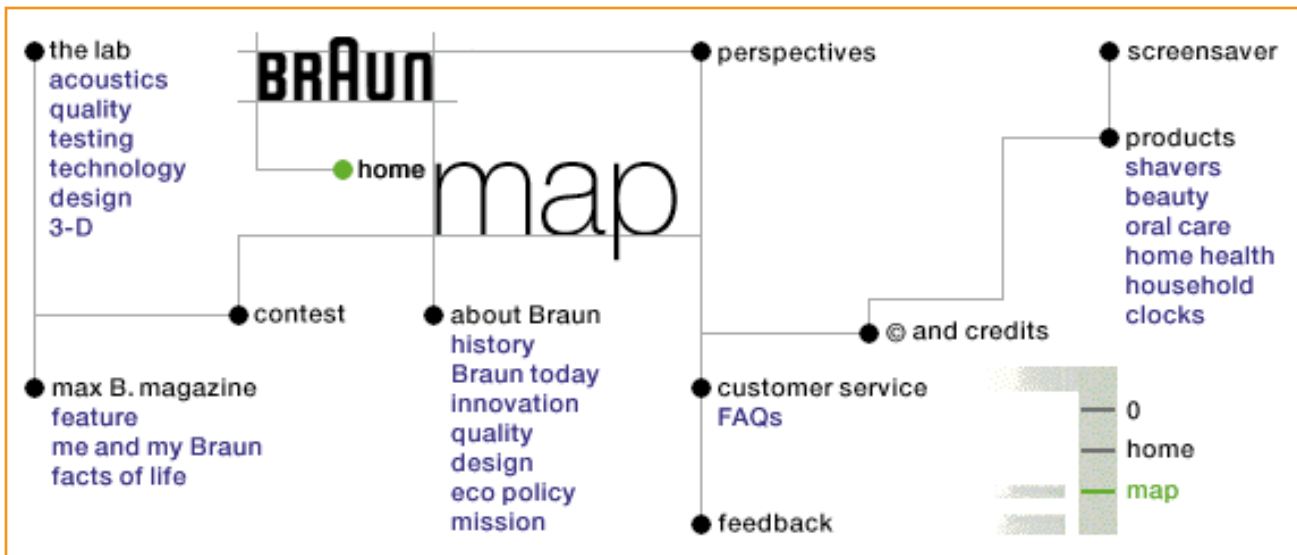 the lab
acoustics
quality
testing
technology
design
3-D
BRAUN
home
map
perspectives
screensaver
products
shavers
beauty
oral care
home health
household
clocks
contest
about Braun
history
Braun today
innovation
quality
design
eco policy
mission
© and credits
max B. magazine
feature
me and my Braun
facts of life
customer service
FAQs
feedback
0
home
map